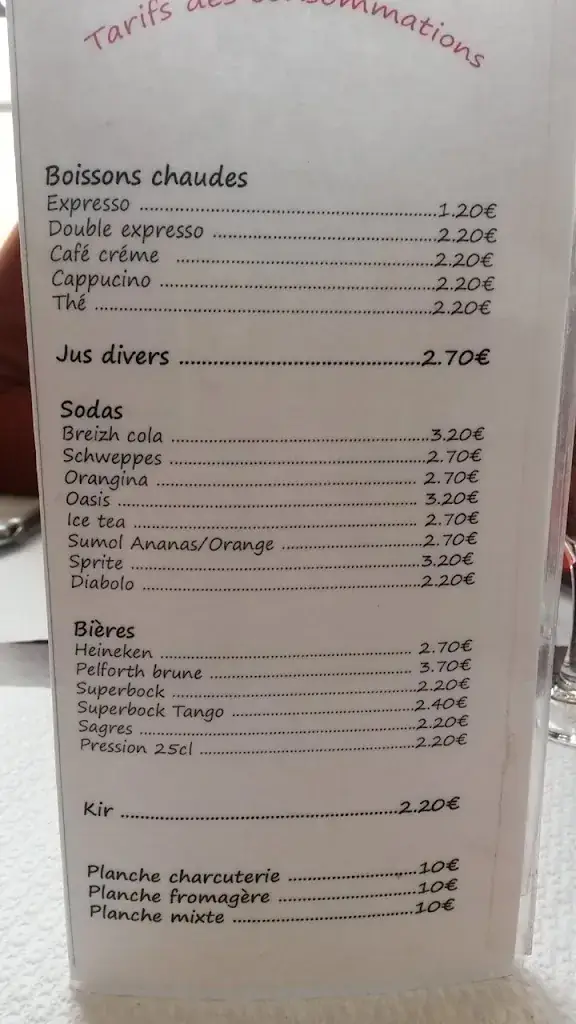 Tarifs des consommations
Boissons chaudes
Expresso ........................ 1.20€
Double expresso ........................ 2.20€
Café créme ........................ 2.20€
Cappucino ........................ 2.20€
Thé ........................ 2.20€
Jus divers ........................ 2.70€
Sodas
Breizh cola ........................ 3.20€
Schweppes ........................ 2.70€
Orangina ........................ 2.70€
Oasis ........................ 3.20€
Ice tea ........................ 2.70€
Sumol Ananas/Orange ........................ 2.70€
Sprite ........................ 3.20€
Diabolo ........................ 2.20€
Bières
Heineken ........................ 2.70€
Pelforth brune ........................ 3.70€
Superbock ........................ 2.20€
Superbock Tango ........................ 2.40€
Sagres ........................ 2.20€
Pression 25cl ........................ 2.20€
Kir ........................ 2.20€
Planche charcuterie ........................ 10€
Planche fromagère ........................ 10€
Planche mixte ........................ 10€